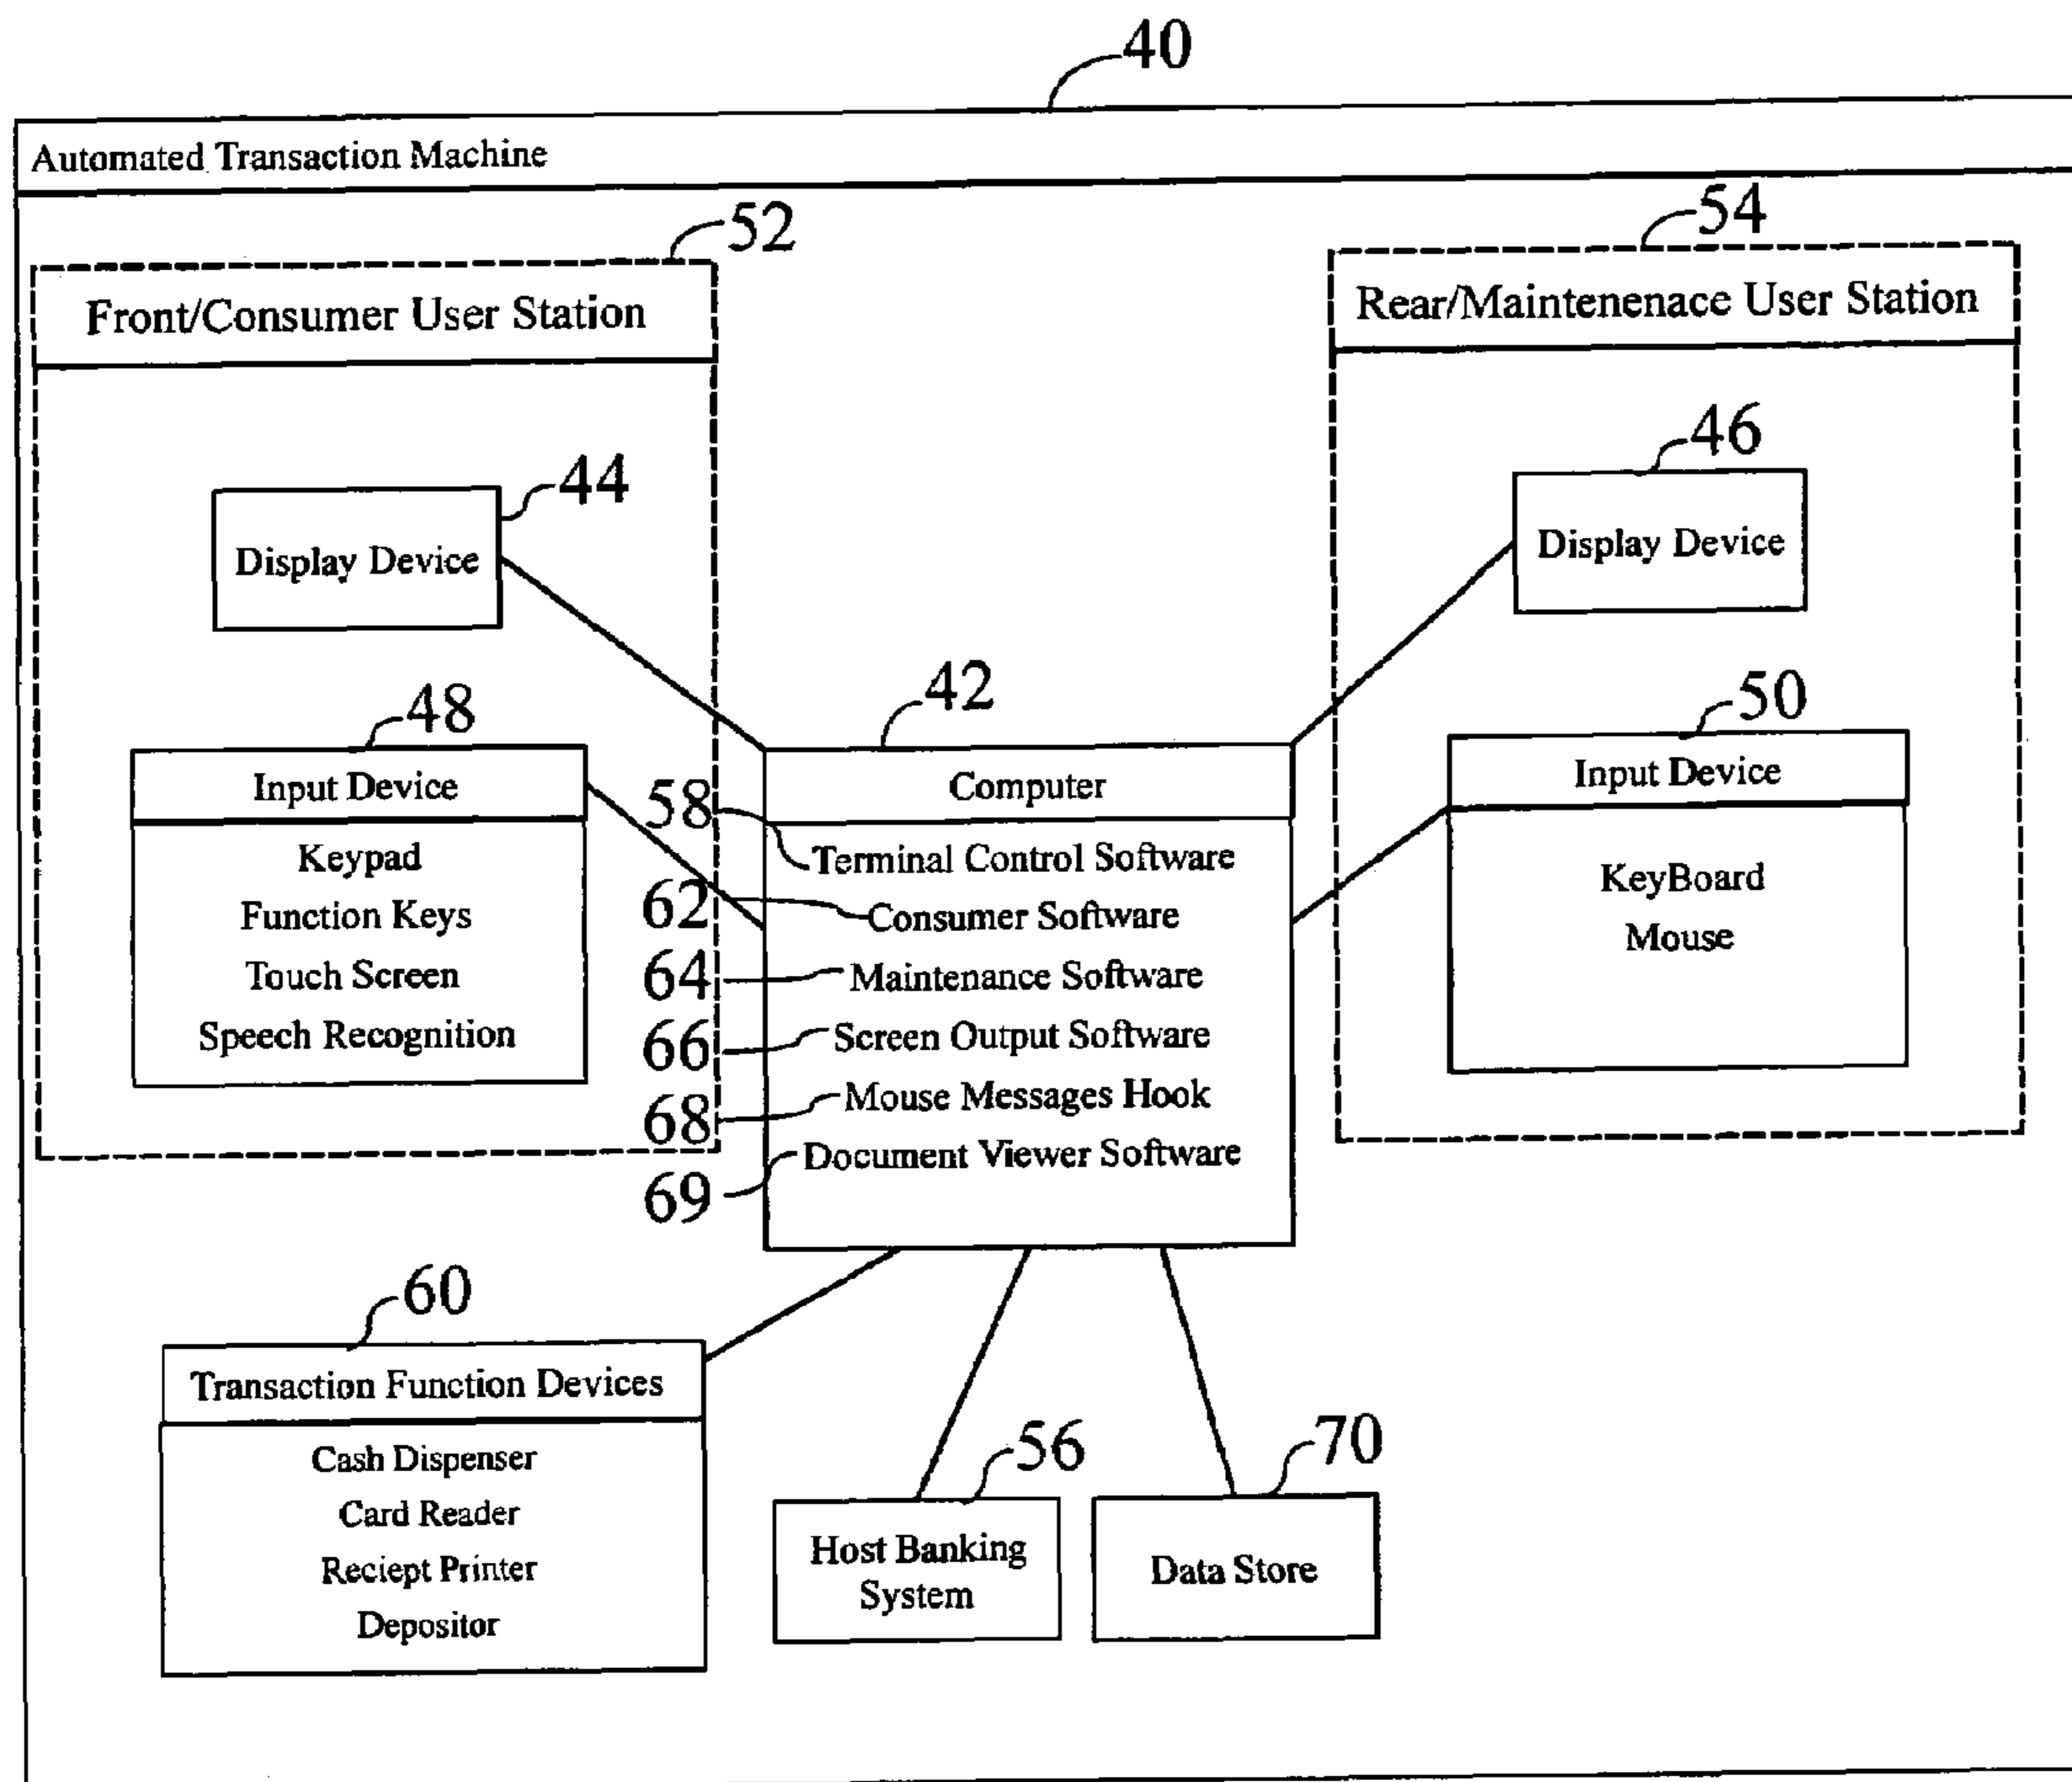 40
Automated Transaction Machine
52
54
Front/Consumer User Station
Rear/Maintenenace User Station
44
Display Device
46
Display Device
48
Input Device
Keypad
Function Keys
Touch Screen
Speech Recognition
42
Computer
58
Terminal Control Software
62
Consumer Software
64
Maintenance Software
66
Screen Output Software
68
Mouse Messages Hook
69
Document Viewer Software
50
Input Device
KeyBoard
Mouse
60
Transaction Function Devices
Cash Dispenser
Card Reader
Reciept Printer
Depositor
56
Host Banking
System
70
Data Store